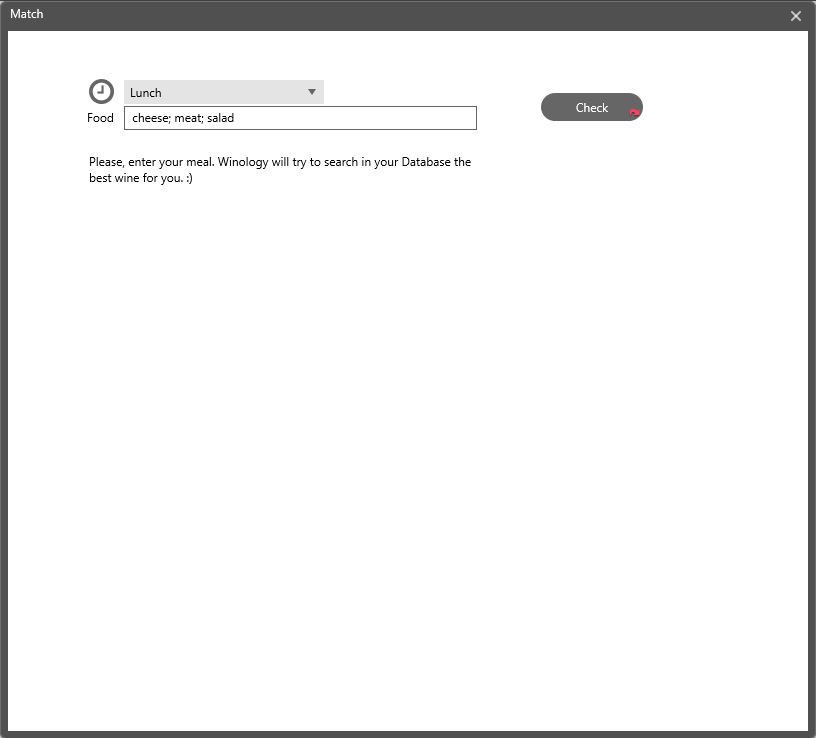 Match
Lunch
Food
cheese; meat; salad
Check
Please, enter your meal. Winology will try to search in your Database the
best wine for you. :)